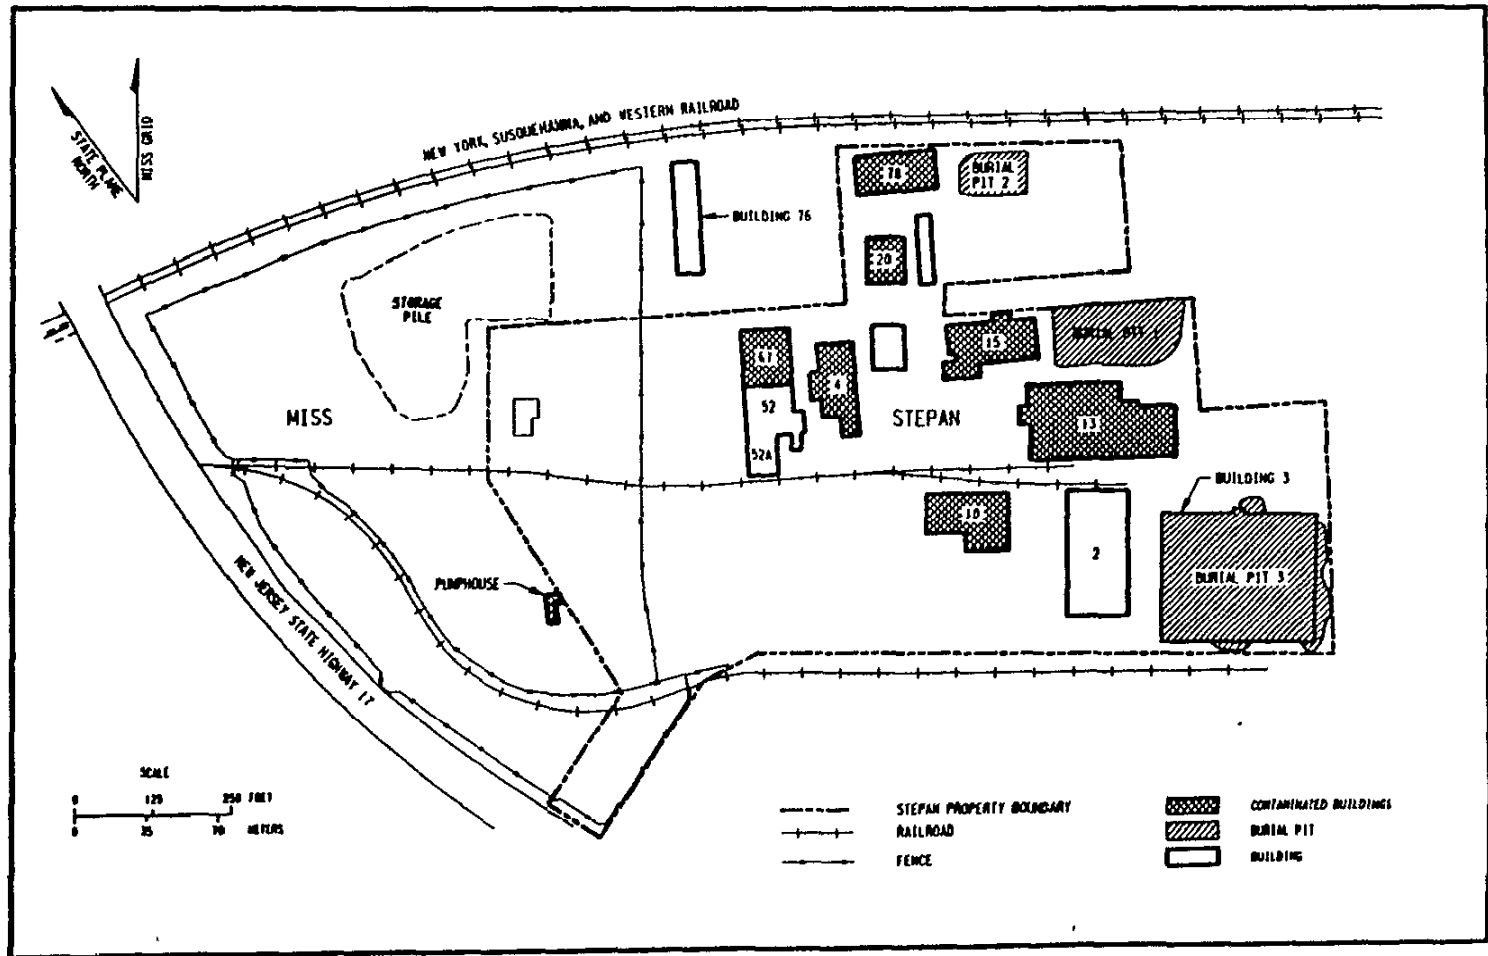 NEW YORK, SUSQUEHANNA, AND WESTERN RAILROAD
STATE PLANE
NORTH
MISS GRID
78
BURIAL
PIT 2
BUILDING 76
20
STORAGE
PILE
BURIAL PIT 1
15
67
4
52
MISS
STEPAN
13
52A
BUILDING 3
10
2
PUMPHOUSE
BURIAL PIT 3
NEW JERSEY STATE HIGHWAY 17
SCALE
0 125 250 FEET
0 35 70 METERS
STEPAN PROPERTY BOUNDARY
RAILROAD
FENCE
CONTAMINATED BUILDINGS
BURIAL PIT
BUILDING